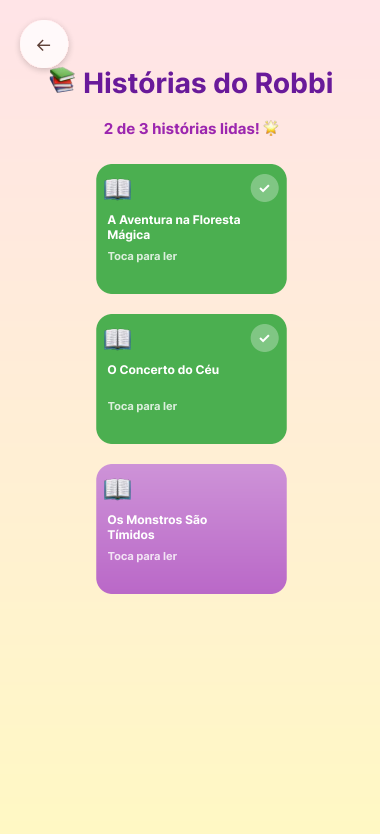 Histórias do Robbi
2 de 3 histórias lidas!
A Aventura na Floresta
Mágica
Toca para ler
O Concerto do Céu
Toca para ler
Os Monstros São
Tímidos
Toca para ler